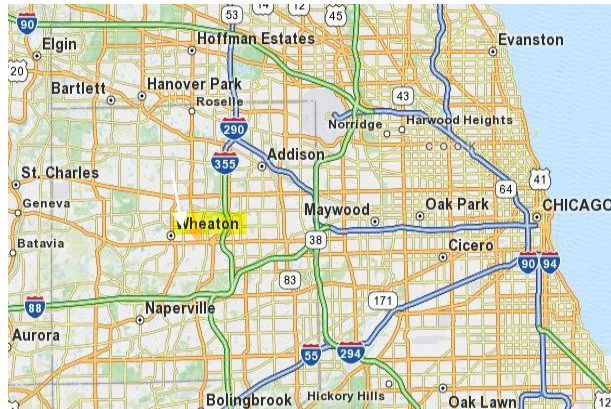 53
12
45
90
Hoffman Estates
Evanston
Elgin
20
Hanover Park
Bartlett
Roselle
43
Norridge
Harwood Heights
290
COOK
355
Addison
St. Charles
64
41
Geneva
Maywood
Oak Park
CHICAGO
Wheaton
38
Batavia
Cicero
90
94
83
171
88
Naperville
Aurora
55
294
Hickory Hills
Bolingbrook
Oak Lawn
12